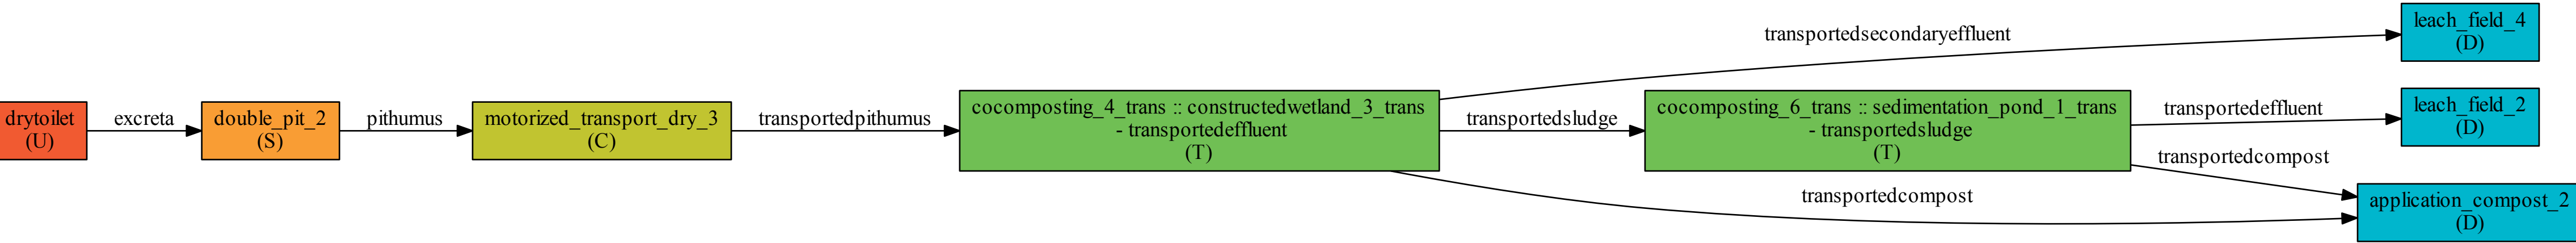 drytoilet
(U)
excreta
double_pit_2
(S)
pithumus
motorized_transport_dry_3
(C)
transportedpithumus
cocomposting_4_trans :: constructedwetland_3_trans
- transportedeffluent
(T)
transportedsecondaryeffluent
transportedsludge
transportedcompost
cocomposting_6_trans :: sedimentation_pond_1_trans
- transportedsludge
(T)
transportedeffluent
transportedcompost
leach_field_4
(D)
leach_field_2
(D)
application_compost_2
(D)